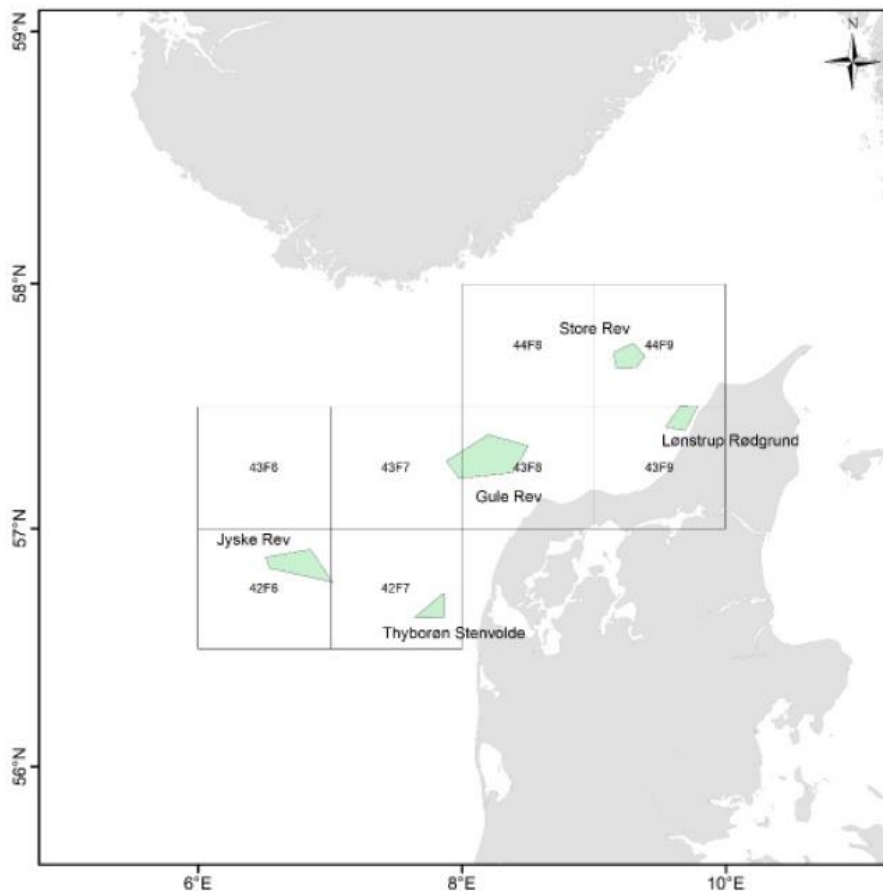 59°N
N
58°N
Store Rev
44F8
44F9
Lønstrup Rødgrund
43F6
43F7
43F8
43F9
Gule Rev
57°N
Jyske Rev
42F6
42F7
Thyborøn Stenvolde
56°N
6°E
8°E
10°E